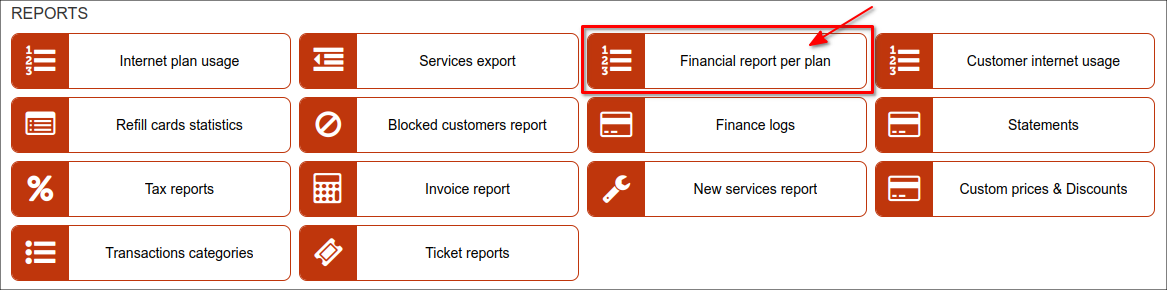 REPORTS
Internet plan usage
Services export
Financial report per plan
Customer internet usage
Refill cards statistics
Blocked customers report
Finance logs
Statements
Tax reports
Invoice report
New services report
Custom prices & Discounts
Transactions categories
Ticket reports